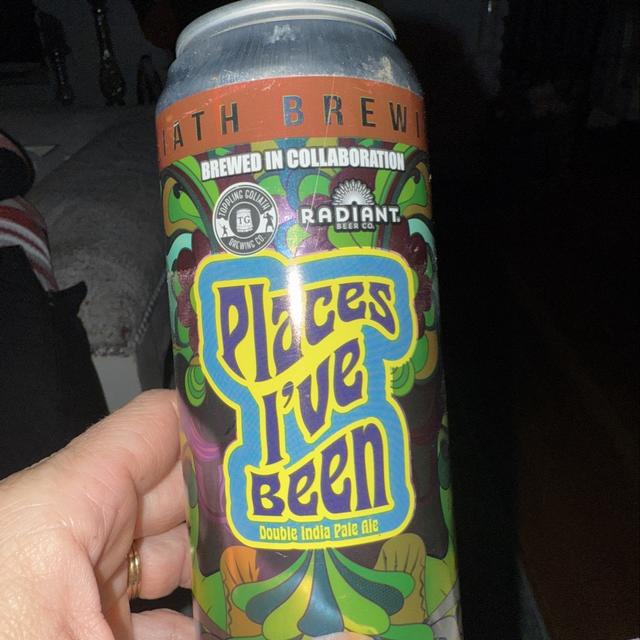 IATH BREWI
BREWED IN COLLABORATION
TOPPLING GOLIATH
TG
BREWING CO.
RADIANT.
BEER CO.
Places
I've
Been
Double India Pale Ale